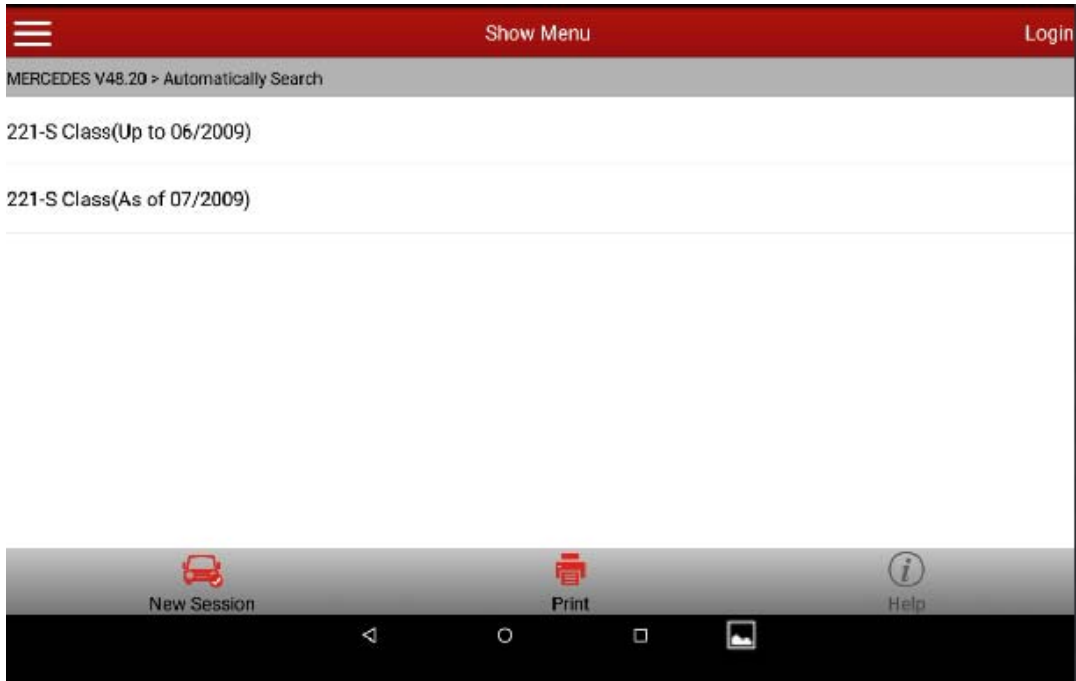 Show Menu
Login
MERCEDES V48.20 > Automatically Search
221-S Class(Up to 06/2009)
221-S Class(As of 07/2009)
New Session
Print
Help